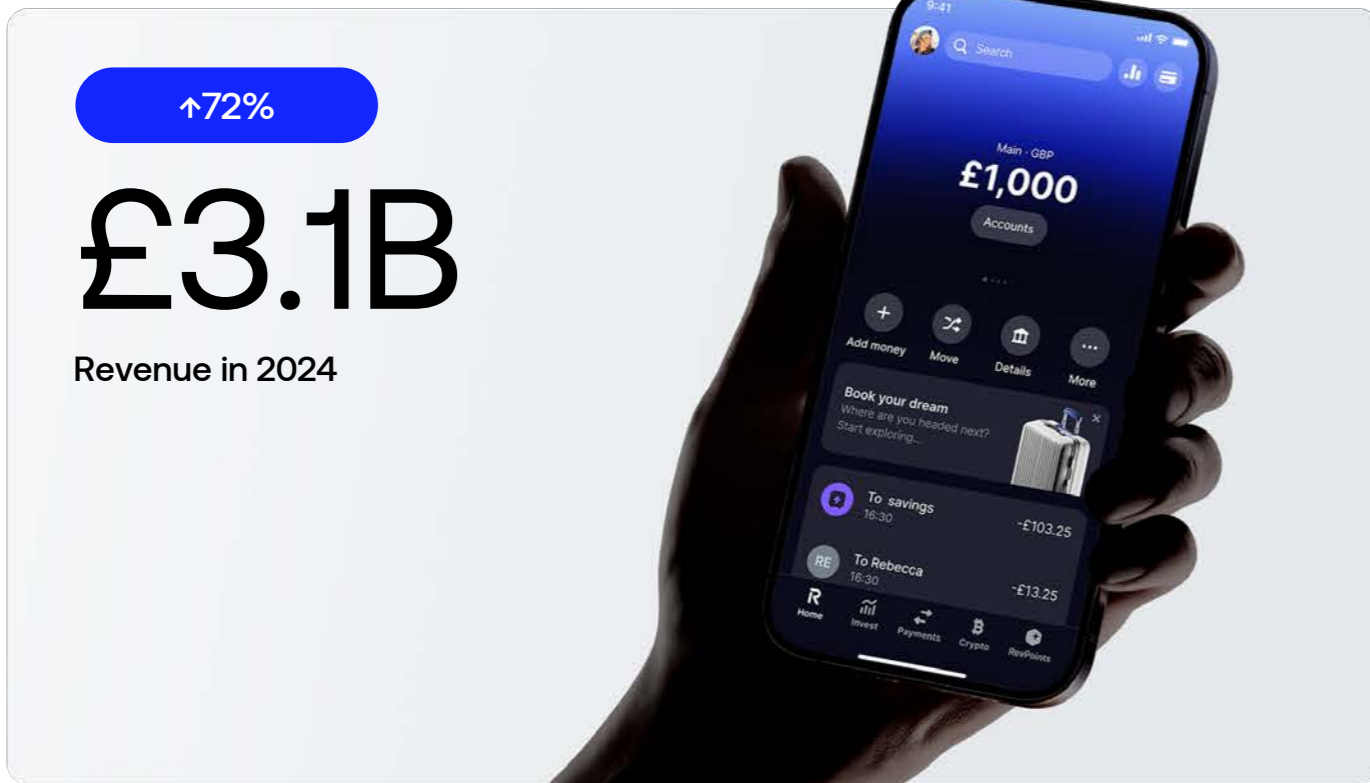 ↑72%
£3.1B
Revenue in 2024
9:41
Search
Main · GBP
£1,000
Accounts
Add money
Move
Details
More
Book your dream
Where are you headed next?
Start exploring...
To savings
16:30
-£103.25
RE
To Rebecca
16:30
-£13.25
Home
Invest
Payments
Crypto
RevPoints